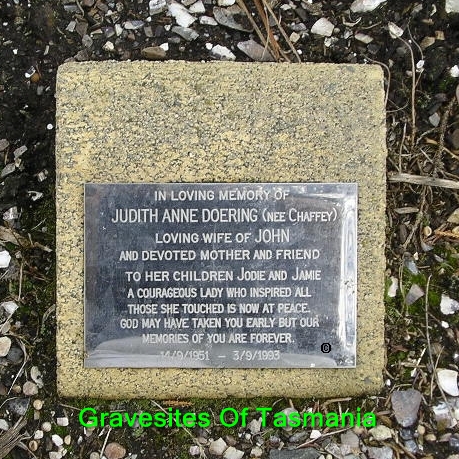 IN LOVING MEMORY OF
JUDITH ANNE DOERING (NEE CHAFFEY)
LOVING WIFE OF JOHN
AND DEVOTED MOTHER AND FRIEND
TO HER CHILDREN JODIE AND JAMIE
A COURAGEOUS LADY WHO INSPIRED ALL
THOSE SHE TOUCHED IS NOW AT PEACE.
GOD MAY HAVE TAKEN YOU EARLY BUT OUR
MEMORIES OF YOU ARE FOREVER.
14/9/1951 – 3/9/1993
Gravesites Of Tasmania